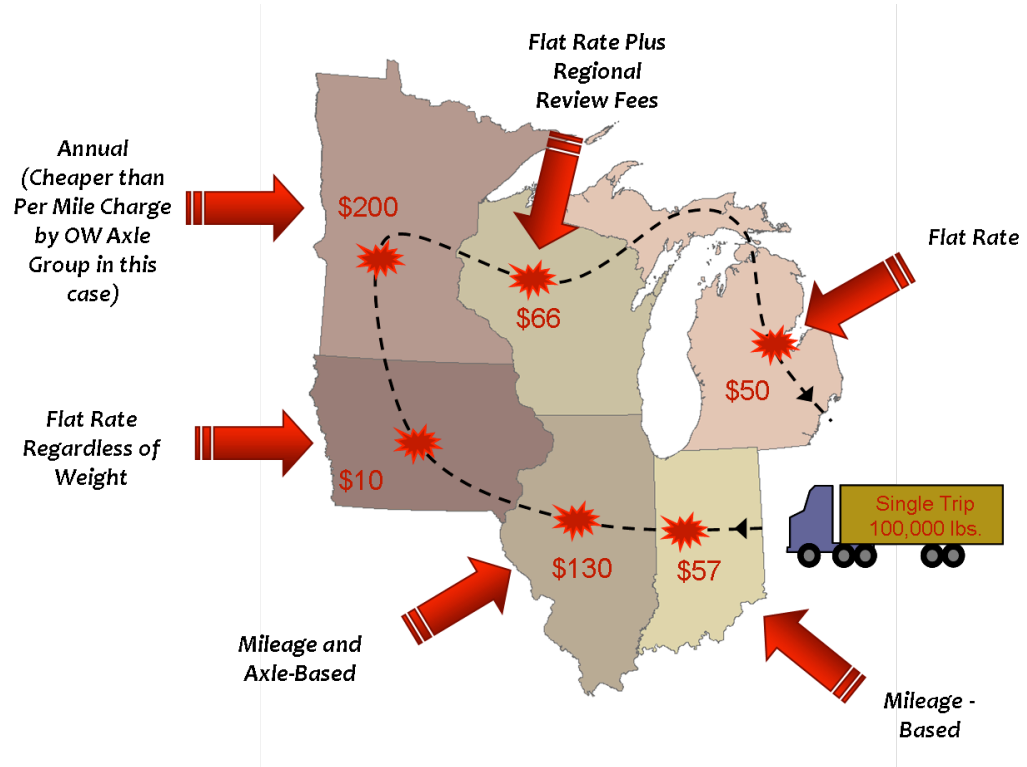 Flat Rate Plus
Regional
Review Fees
Annual
(Cheaper than
Per Mile Charge
by OW Axle
Group in this
case)
$200
Flat Rate
$66
$50
Flat Rate
Regardless of
Weight
$10
Single Trip
100,000 lbs.
$130
$57
Mileage and
Axle-Based
Mileage -
Based